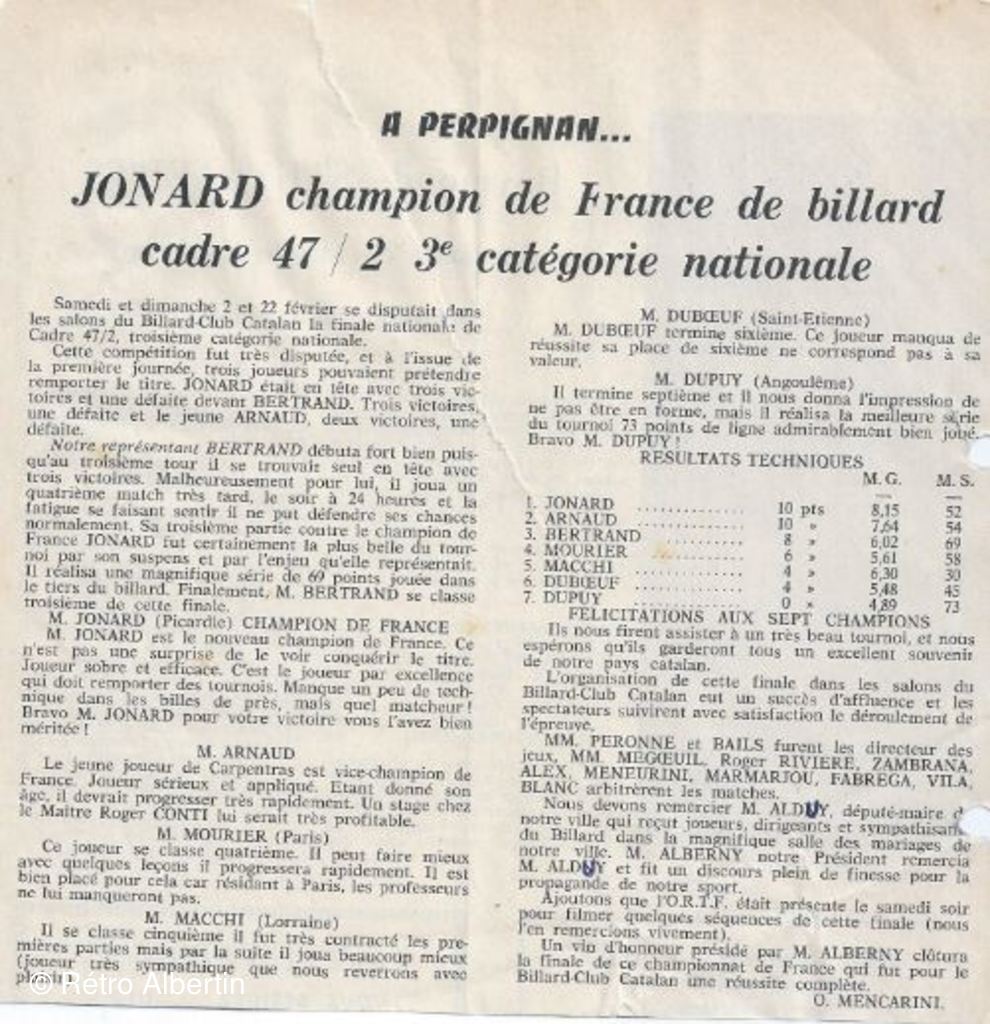 A PERPIGNAN...
JONARD champion de France de billard
cadre 47 / 2 3e catégorie nationale
Samedi et dimanche 2 et 22 février se disputait dans
les salons du Billard-Club Catalan la finale nationale de
Cadre 47/2, troisième catégorie nationale.
Cette compétition fut très disputée, et à l'issue de
la première journée, trois joueurs pouvaient prétendre
remporter le titre. JONARD était en tête avec trois vic-
toires et une défaite devant BERTRAND. Trois victoires,
une défaite et le jeune ARNAUD, deux victoires, une
défaite.
Notre représentant BERTRAND débuta fort bien puis-
qu'au troisième tour il se trouvait seul en tête avec
trois victoires. Malheureusement pour lui, il joua un
quatrième match très tard, le soir à 24 heures et la
fatigue se faisant sentir il ne put défendre ses chances
normalement. Sa troisième partie contre le champion de
France JONARD fut certainement la plus belle du tour-
noi par son suspens et par l'enjeu qu'elle représentait.
Il réalisa une magnifique série de 69 points jouée dans
le tiers du billard. Finalement, M. BERTRAND se classe
troisième de cette finale.
M. JONARD (Picardie) CHAMPION DE FRANCE
M. JONARD est le nouveau champion de France. Ce
n'est pas une surprise de le voir conquérir le titre.
Joueur sobre et efficace. C'est le joueur par excellence
qui doit remporter des tournois. Manque un peu de tech-
nique dans les billes de près, mais quel matcheur !
Bravo M. JONARD pour votre victoire vous l'avez bien
méritée !
M. ARNAUD
Le jeune joueur de Carpentras est vice-champion de
France. Joueur sérieux et appliqué. Etant donné son
âge, il devrait progresser très rapidement. Un stage chez
le Maître Roger CONTI lui serait très profitable.
M. MOURIER (Paris)
Ce joueur se classe quatrième. Il peut faire mieux
avec quelques leçons il progressera rapidement. Il est
bien placé pour cela car résidant à Paris, les professeurs
ne lui manqueront pas.
M. MACCHI (Lorraine)
Il se classe cinquième il fut très contracté les pre-
mières parties mais par la suite il joua beaucoup mieux
(joueur très sympathique que nous reverrons avec
© Rétro Albertin
M. DUBŒUF (Saint-Etienne)
M. DUBŒUF termine sixième. Ce joueur manqua de
réussite sa place de sixième ne correspond pas à sa
valeur.
M. DUPUY (Angoulême)
Il termine septième et il nous donna l'impression de
ne pas être en forme, mais il réalisa la meilleure série
du tournoi 73 points de ligne admirablement bien joué.
Bravo M. DUPUY !
RESULTATS TECHNIQUES
M. G. M. S.
1. JONARD .............. 10 pts 8,15 52
2. ARNAUD .............. 10 » 7,64 54
3. BERTRAND .......... 8 » 6,02 69
4. MOURIER ............ 6 » 5,61 58
5. MACCHI .............. 4 » 6,30 30
6. DUBŒUF .............. 4 » 5,48 45
7. DUPUY .............. 0 » 4,89 73
FELICITATIONS AUX SEPT CHAMPIONS
Ils nous firent assister à un très beau tournoi, et nous
espérons qu'ils garderont tous un excellent souvenir
de notre pays catalan.
L'organisation de cette finale dans les salons du
Billard-Club Catalan eut un succès d'affluence et les
spectateurs suivirent avec satisfaction le déroulement de
l'épreuve.
MM. PERONNE et BAILS furent les directeur des
jeux, MM. MEGŒUIL, Roger RIVIERE, ZAMBRANA,
ALEX, MENEURINI, MARMARJOU, FABREGA, VILA,
BLANC arbitrèrent les matches.
Nous devons remercier M. ALDUY, député-maire d
notre ville qui reçut joueurs, dirigeants et sympathisan
du Billard dans la magnifique salle des mariages de
notre ville. M. ALBERNY notre Président remercia
M. ALDUY et fit un discours plein de finesse pour la
propagande de notre sport.
Ajoutons que l'O.R.T.F. était présente le samedi soir
pour filmer quelques séquences de cette finale (nous
l'en remercions vivement).
Un vin d'honneur présidé par M. ALBERNY clôtura
la finale de ce championnat de France qui fut pour le
Billard-Club Catalan une réussite complète.
O. MENCARINI.